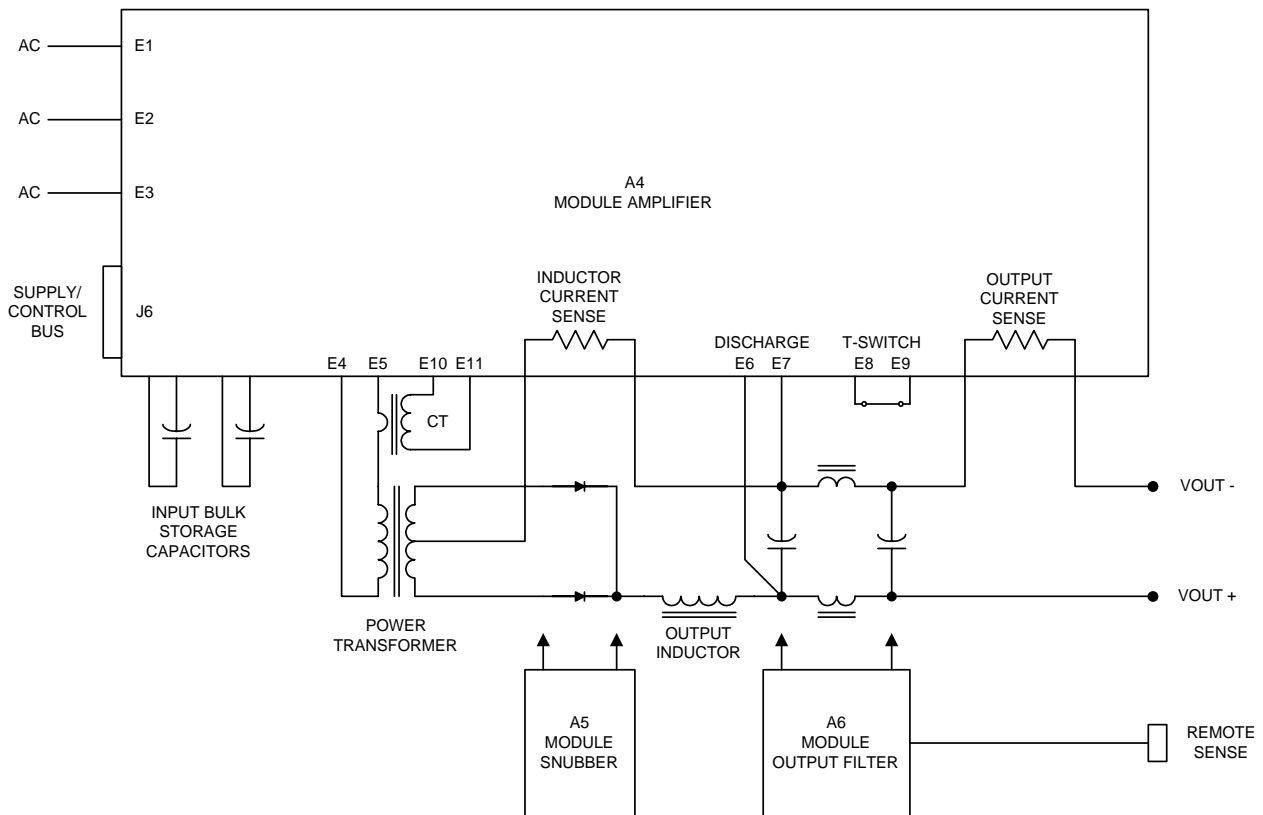 AC
E1
AC
E2
AC
E3
A4
MODULE AMPLIFIER
SUPPLY/
CONTROL
BUS
J6
INDUCTOR
CURRENT
SENSE
OUTPUT
CURRENT
SENSE
DISCHARGE
T-SWITCH
E4
E5
E10
E11
E6
E7
E8
E9
CT
INPUT BULK
STORAGE
CAPACITORS
VOUT -
VOUT +
POWER
TRANSFORMER
OUTPUT
INDUCTOR
A5
MODULE
SNUBBER
A6
MODULE
OUTPUT FILTER
REMOTE
SENSE